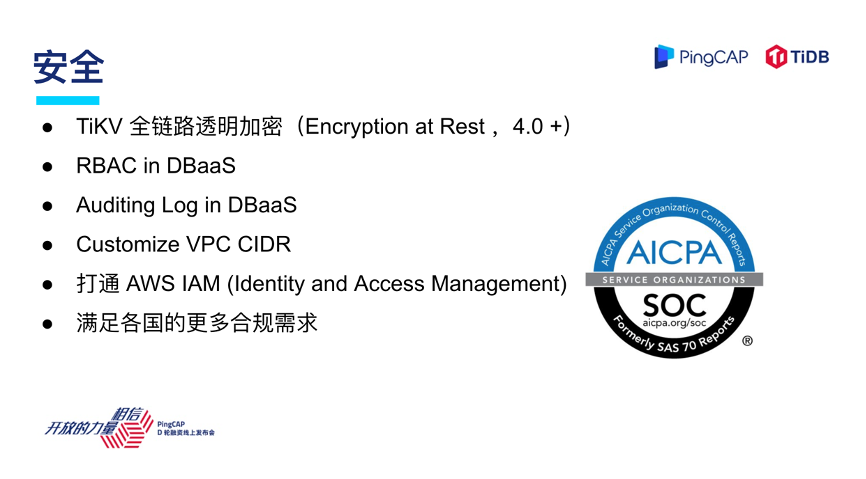 安全
PingCAP TiDB
● TiKV 全链路透明加密（Encryption at Rest ，4.0 +）
● RBAC in DBaaS
● Auditing Log in DBaaS
● Customize VPC CIDR
● 打通 AWS IAM (Identity and Access Management)
● 满足各国的更多合规需求
AICPA Service Organization Control Reports
AICPA
SERVICE ORGANIZATIONS
SOC
aicpa.org/soc
Formerly SAS 70 Reports
®
相信
开放的力量
PingCAP
D 轮融资线上发布会